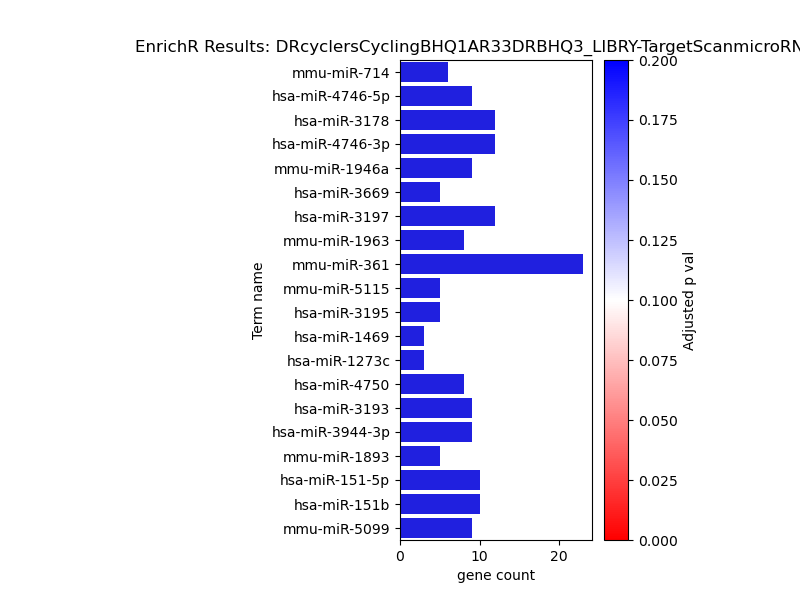 EnrichR Results: DRcyclersCyclingBHQ1AR33DRBHQ3_LIBRY-TargetScanmicroRN
mmu-miR-714
hsa-miR-4746-5p
hsa-miR-3178
hsa-miR-4746-3p
mmu-miR-1946a
hsa-miR-3669
hsa-miR-3197
mmu-miR-1963
mmu-miR-361
mmu-miR-5115
hsa-miR-3195
hsa-miR-1469
hsa-miR-1273c
hsa-miR-4750
hsa-miR-3193
hsa-miR-3944-3p
mmu-miR-1893
hsa-miR-151-5p
hsa-miR-151b
mmu-miR-5099
Term name
0 10 20
gene count
0.200
0.175
0.150
0.125
0.100
0.075
0.050
0.025
0.000
Adjusted p val